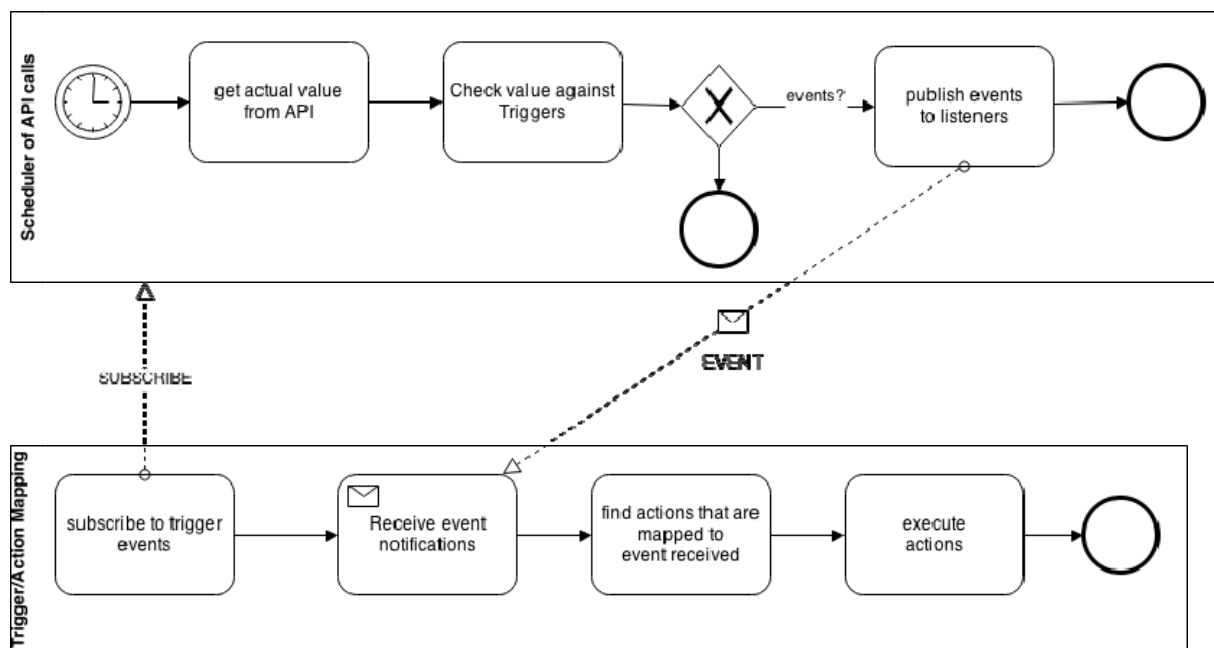 Scheduler of API calls
get actual value
from API
Check value against
Triggers
events?
publish events
to listeners
SUBSCRIBE
EVENT
Trigger/Action Mapping
subscribe to trigger
events
Receive event
notifications
find actions that are
mapped to
event received
execute
actions